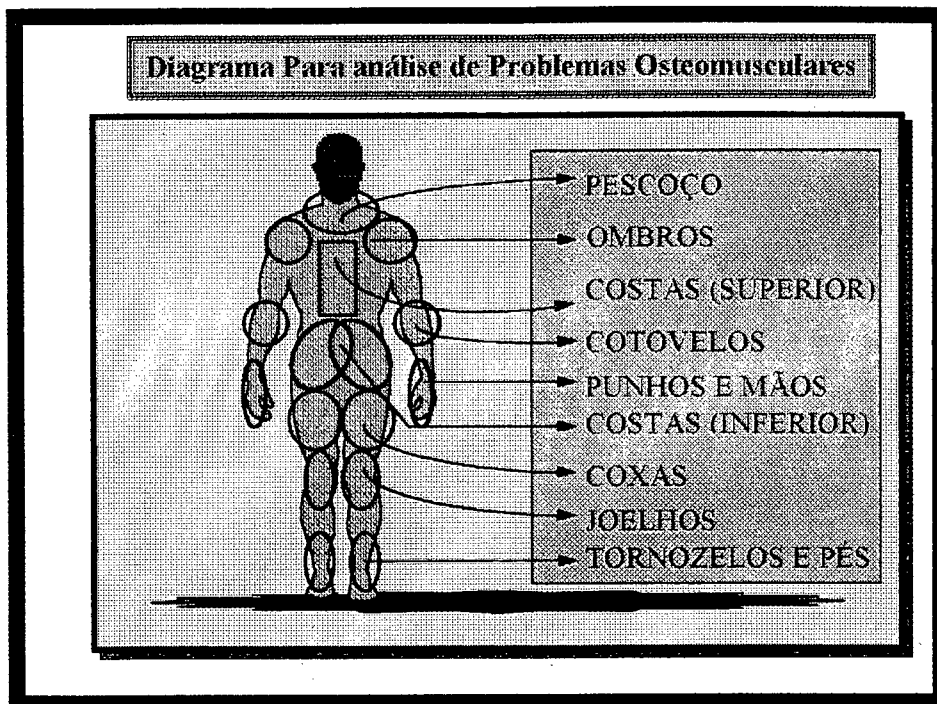 Diagrama Para análise de Problemas Osteomusculares
PESCOÇO
OMBROS
COSTAS (SUPERIOR)
COTOVELOS
PUNHOS E MÃOS
COSTAS (INFERIOR)
COXAS
JOELHOS
TORNOZELOS E PÉS